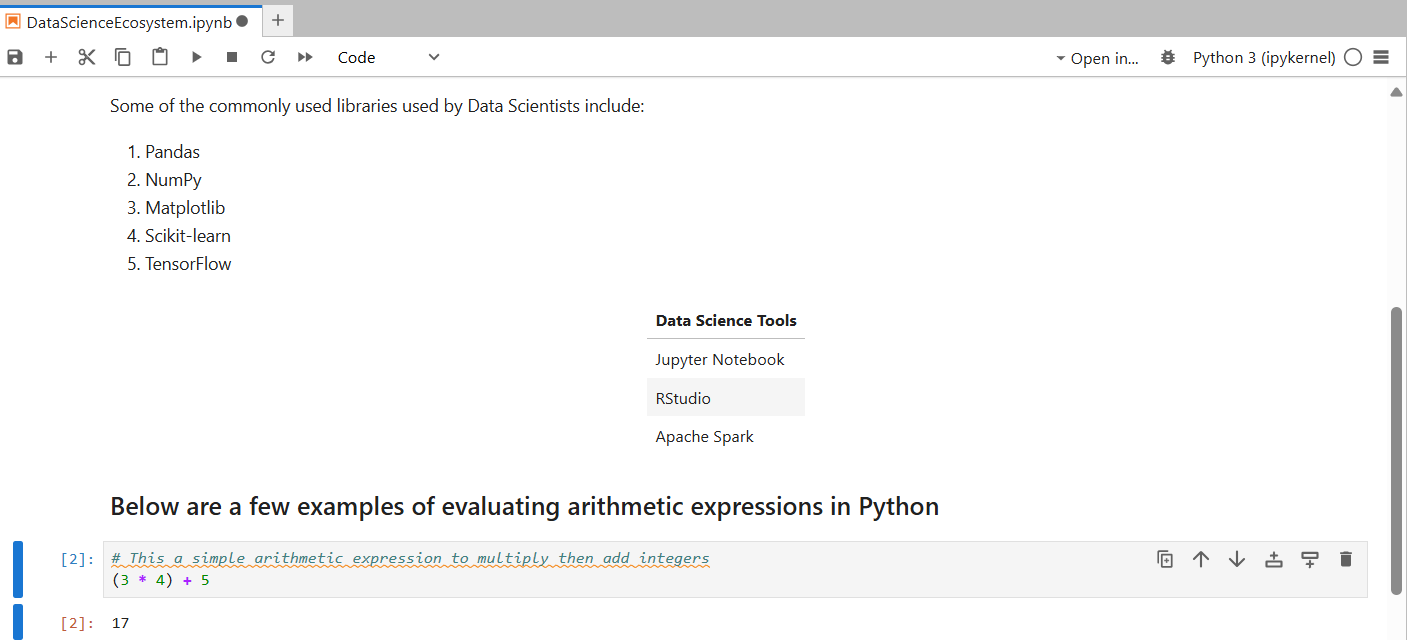 DataScienceEcosystem.ipynb
Code
Open in...
Python 3 (ipykernel)
Some of the commonly used libraries used by Data Scientists include:
1. Pandas
2. NumPy
3. Matplotlib
4. Scikit-learn
5. TensorFlow
Data Science Tools
Jupyter Notebook
RStudio
Apache Spark
Below are a few examples of evaluating arithmetic expressions in Python
[2]: # This a simple arithmetic expression to multiply then add integers
(3 * 4) + 5
[2]: 17